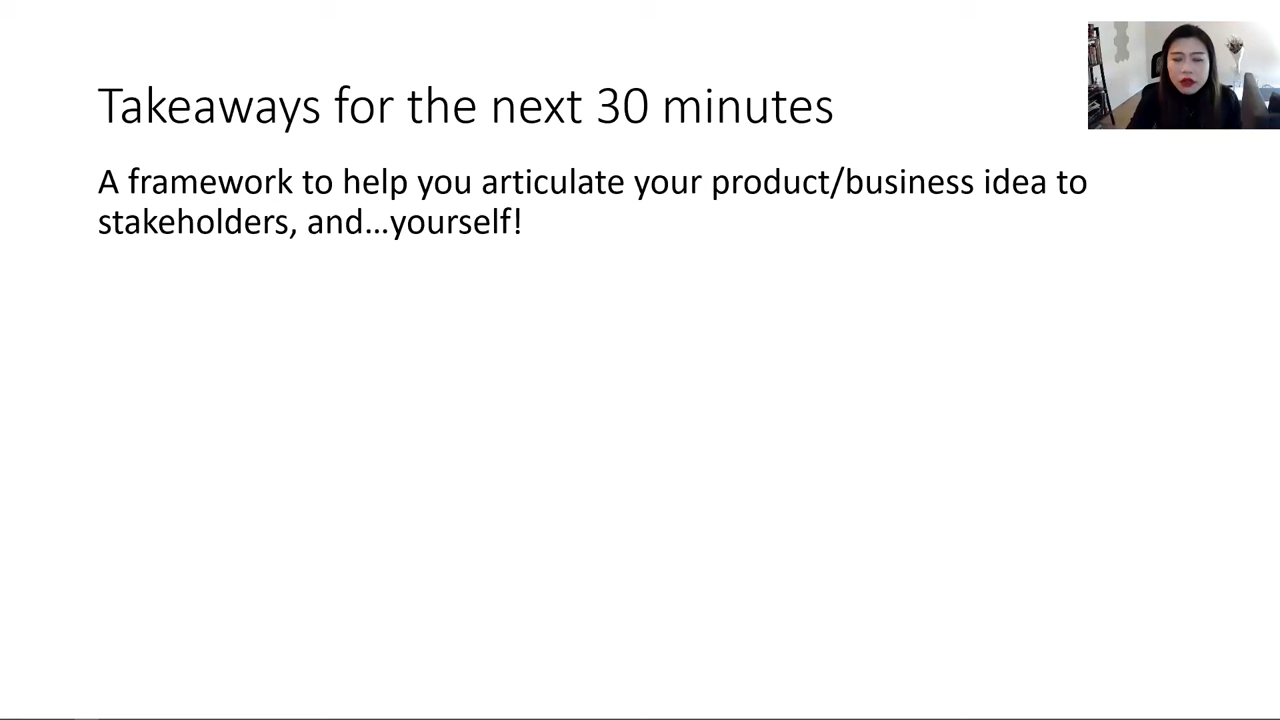 Takeaways for the next 30 minutes
A framework to help you articulate your product/business idea to
stakeholders, and…yourself!